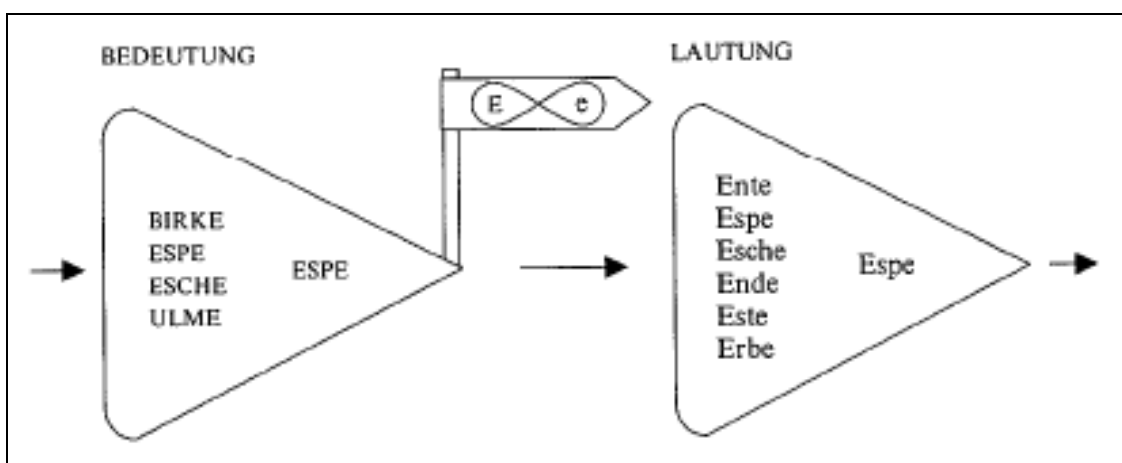 BEDEUTUNG
E e
BIRKE
ESPE
ESCHE
ULME
ESPE
LAUTUNG
Ente
Espe
Esche
Ende
Este
Erbe
Espe